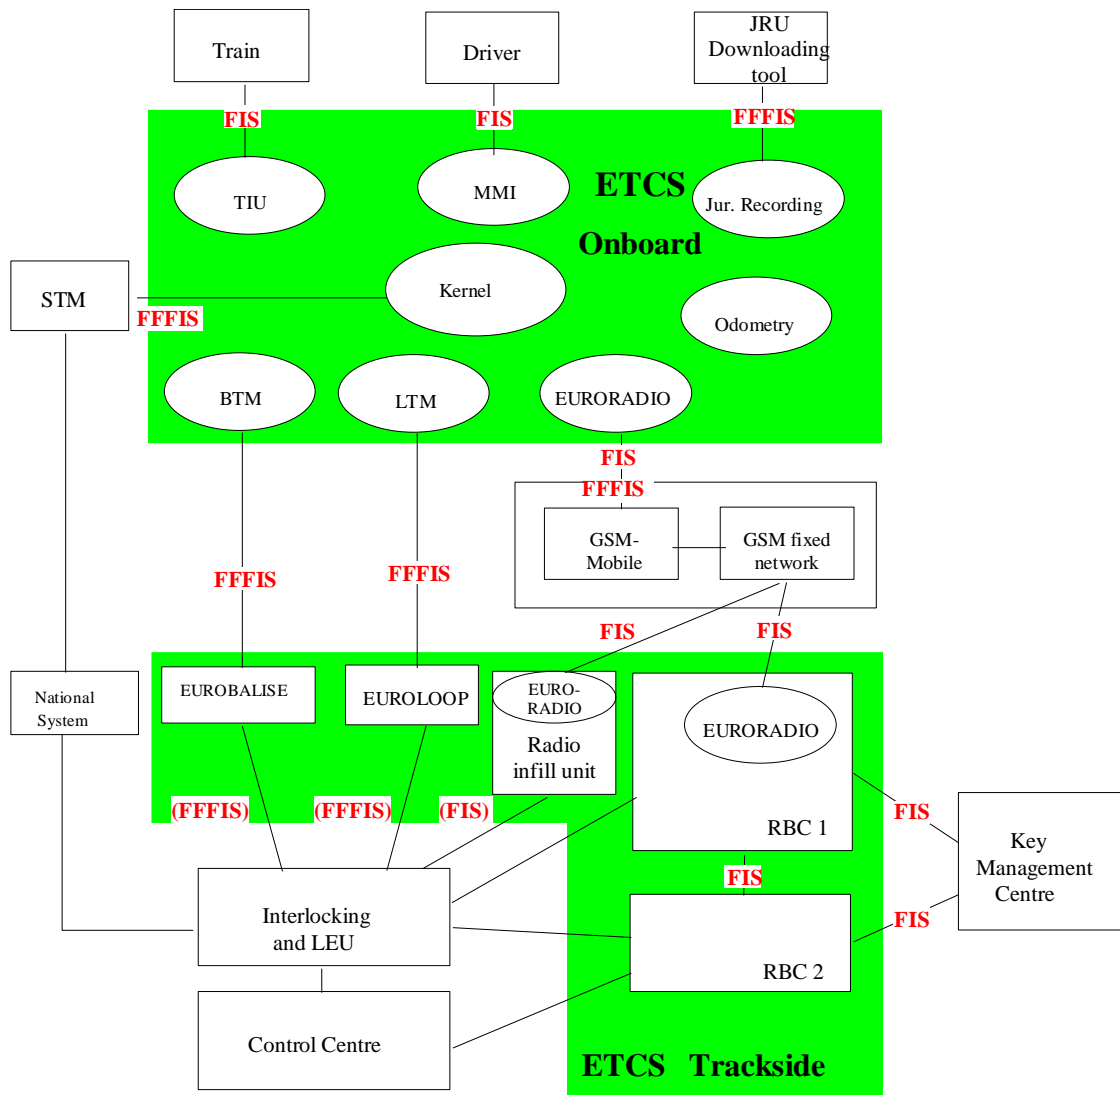 Train
Driver
JRU
Downloading
tool
FIS
FIS
FFFIS
TIU
MMI
ETCS
Jur. Recording
Onboard
STM
Kernel
FFFIS
Odometry
BTM
LTM
EURORADIO
FIS
FFFIS
GSM-
Mobile
GSM fixed
network
FFFIS
FFFIS
FIS
FIS
National
System
EUROBALISE
EUROLOOP
EURO-
RADIO
Radio
infill unit
EURORADIO
(FFFIS)
(FFFIS)
(FIS)
RBC 1
FIS
Key
Management
Centre
FIS
FIS
Interlocking
and LEU
RBC 2
Control Centre
ETCS Trackside